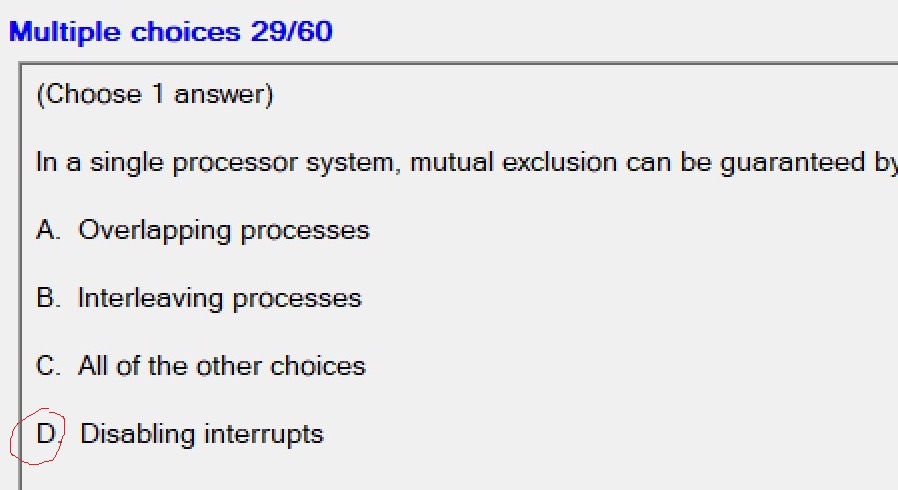 Multiple choices 29/60
(Choose 1 answer)
In a single processor system, mutual exclusion can be guaranteed by
A. Overlapping processes
B. Interleaving processes
C. All of the other choices
D. Disabling interrupts